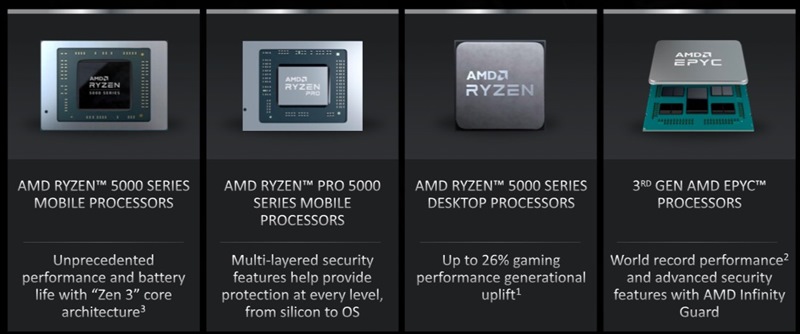 AMD
RYZEN
5000 SERIES
AMD RYZEN™ 5000 SERIES
MOBILE PROCESSORS
Unprecedented
performance and battery
life with “Zen 3” core
architecture³
AMD
RYZEN
PRO
AMD RYZEN™ PRO 5000
SERIES MOBILE
PROCESSORS
Multi-layered security
features help provide
protection at every level,
from silicon to OS
AMD
RYZEN
AMD RYZEN™ 5000 SERIES
DESKTOP PROCESSORS
Up to 26% gaming
performance generational
uplift¹
AMD
EPYC
3RD GEN AMD EPYC™
PROCESSORS
World record performance²
and advanced security
features with AMD Infinity
Guard